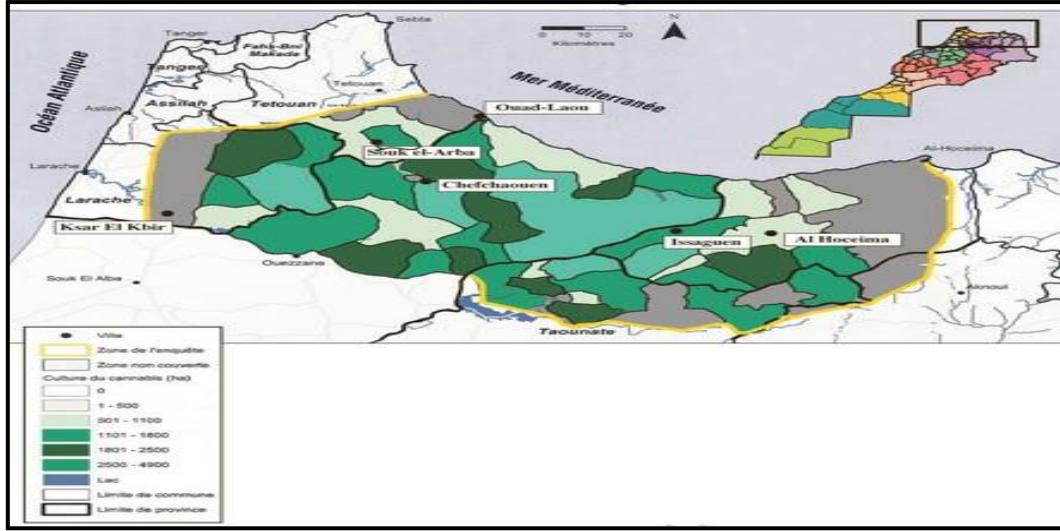 Sebta
Tanger
N
0 10 20
Kilomètres
Fahs-Bni
Makada
Tanger
Tetouan
Mer Méditerranée
Océan Atlantique
Assilah
Tetouan
Asilah
Ouad-Laou
Souk el-Arba
Al-Hoceima
Larache
Chefchaouen
Larache
Ksar El Kbir
Issaguen
Al Hoceima
Ouezzane
Souk El Alba
Aknoul
Taounate
Ville
Zone de l'enquête
Zone non couverte
Culture du cannabis (ha)
0
1 - 500
501 - 1100
1101 - 1800
1801 - 2500
2500 - 4900
Lac
Limite de commune
Limite de province